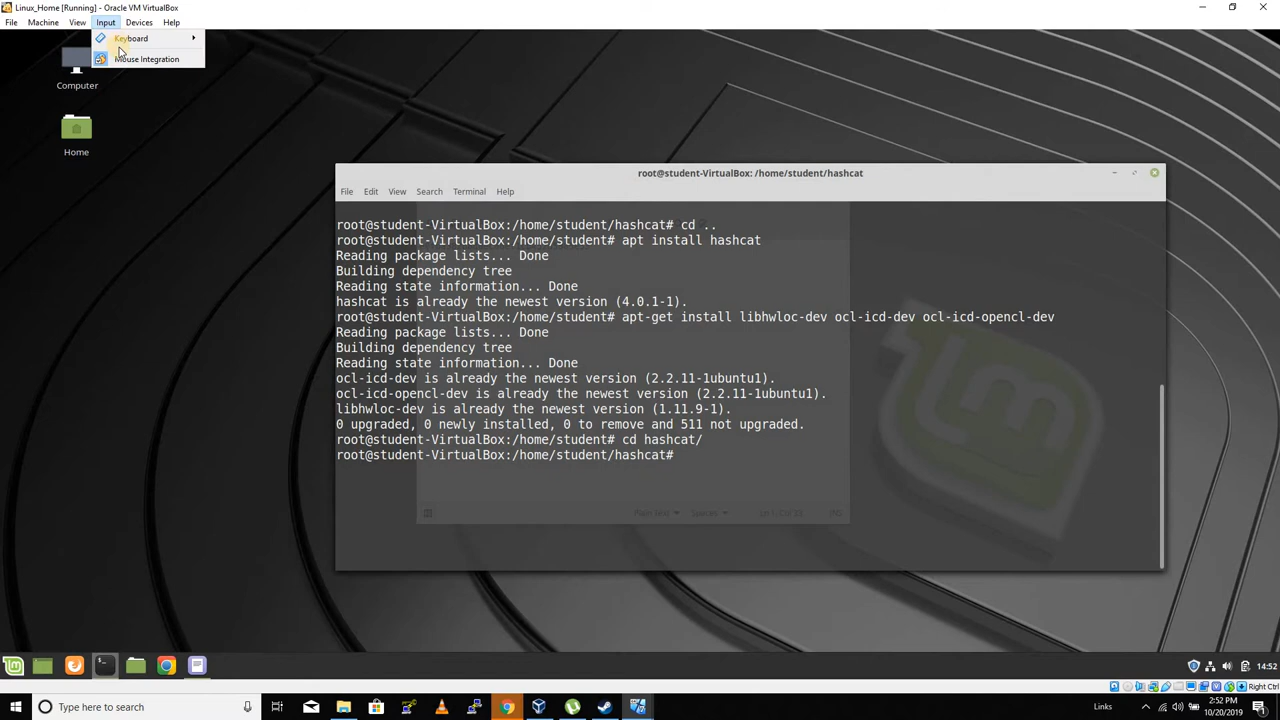 Linux_Home [Running] - Oracle VM VirtualBox
File Machine View Input Devices Help
Keyboard
Mouse Integration
Computer
Home
root@student-VirtualBox: /home/student/hashcat
File Edit View Search Terminal Help
root@student-VirtualBox:/home/student/hashcat# cd ..
root@student-VirtualBox:/home/student# apt install hashcat
Reading package lists... Done
Building dependency tree
Reading state information... Done
hashcat is already the newest version (4.0.1-1).
root@student-VirtualBox:/home/student# apt-get install libhwloc-dev ocl-icd-dev ocl-icd-opencl-dev
Reading package lists... Done
Building dependency tree
Reading state information... Done
ocl-icd-dev is already the newest version (2.2.11-1ubuntu1).
ocl-icd-opencl-dev is already the newest version (2.2.11-1ubuntu1).
libhwloc-dev is already the newest version (1.11.9-1).
0 upgraded, 0 newly installed, 0 to remove and 511 not upgraded.
root@student-VirtualBox:/home/student# cd hashcat/
root@student-VirtualBox:/home/student/hashcat#
Plain Text Spaces INS
14:52
Right Ctrl
Type here to search
Links
2:52 PM
10/20/2019